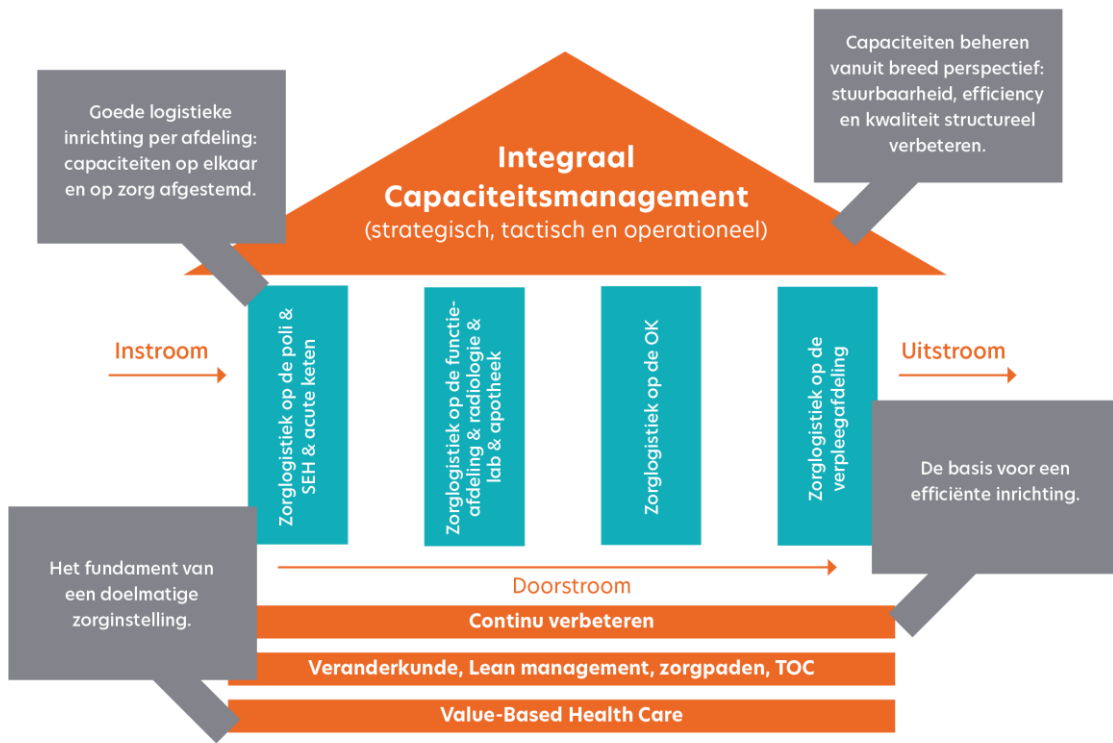 Goede logistieke
inrichting per afdeling:
capaciteiten op elkaar
en op zorg afgestemd.
Capaciteiten beheren
vanuit breed perspectief:
stuurbaarheid, efficiency
en kwaliteit structureel
verbeteren.
Integraal
Capaciteitsmanagement
(strategisch, tactisch en operationeel)
Instroom
Zorglogistiek op de poli &
SEH & acute keten
Zorglogistiek op de functie-
afdeling & radiologie &
lab & apotheek
Zorglogistiek op de OK
Zorglogistiek op de
verpleegafdeling
Uitstroom
De basis voor een
efficiënte inrichting.
Het fundament van
een doelmatige
zorginstelling.
Doorstroom
Continu verbeteren
Veranderkunde, Lean management, zorgpaden, TOC
Value-Based Health Care